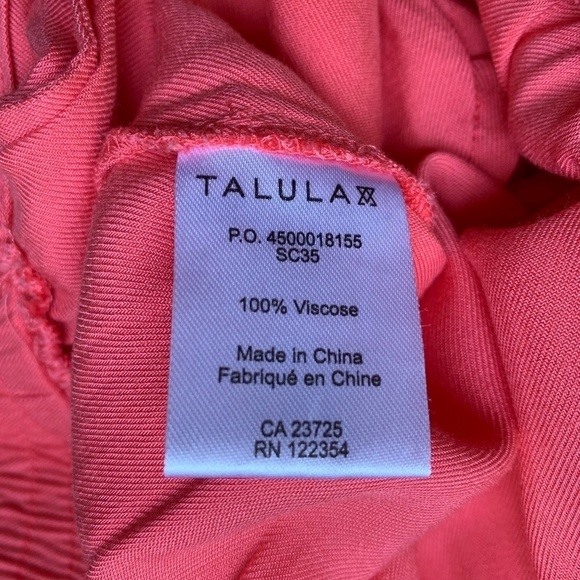 TALULA
P.O. 4500018155
SC35
100% Viscose
Made in China
Fabriqué en Chine
CA 23725
RN 122354